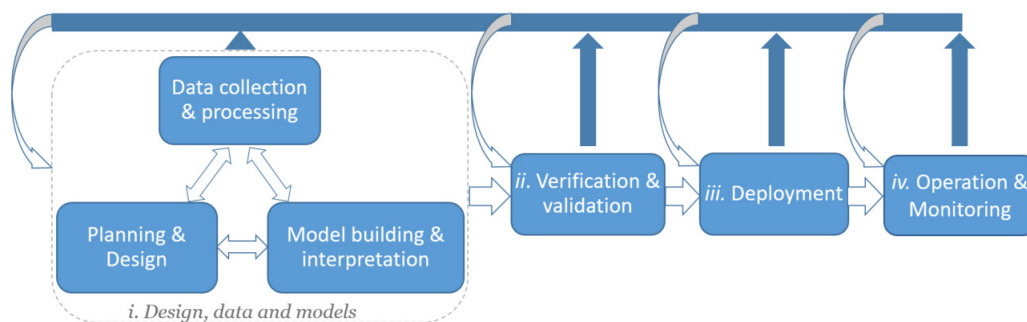 Data collection
& processing
Planning &
Design
Model building &
interpretation
i. Design, data and models
ii. Verification &
validation
iii. Deployment
iv. Operation &
Monitoring